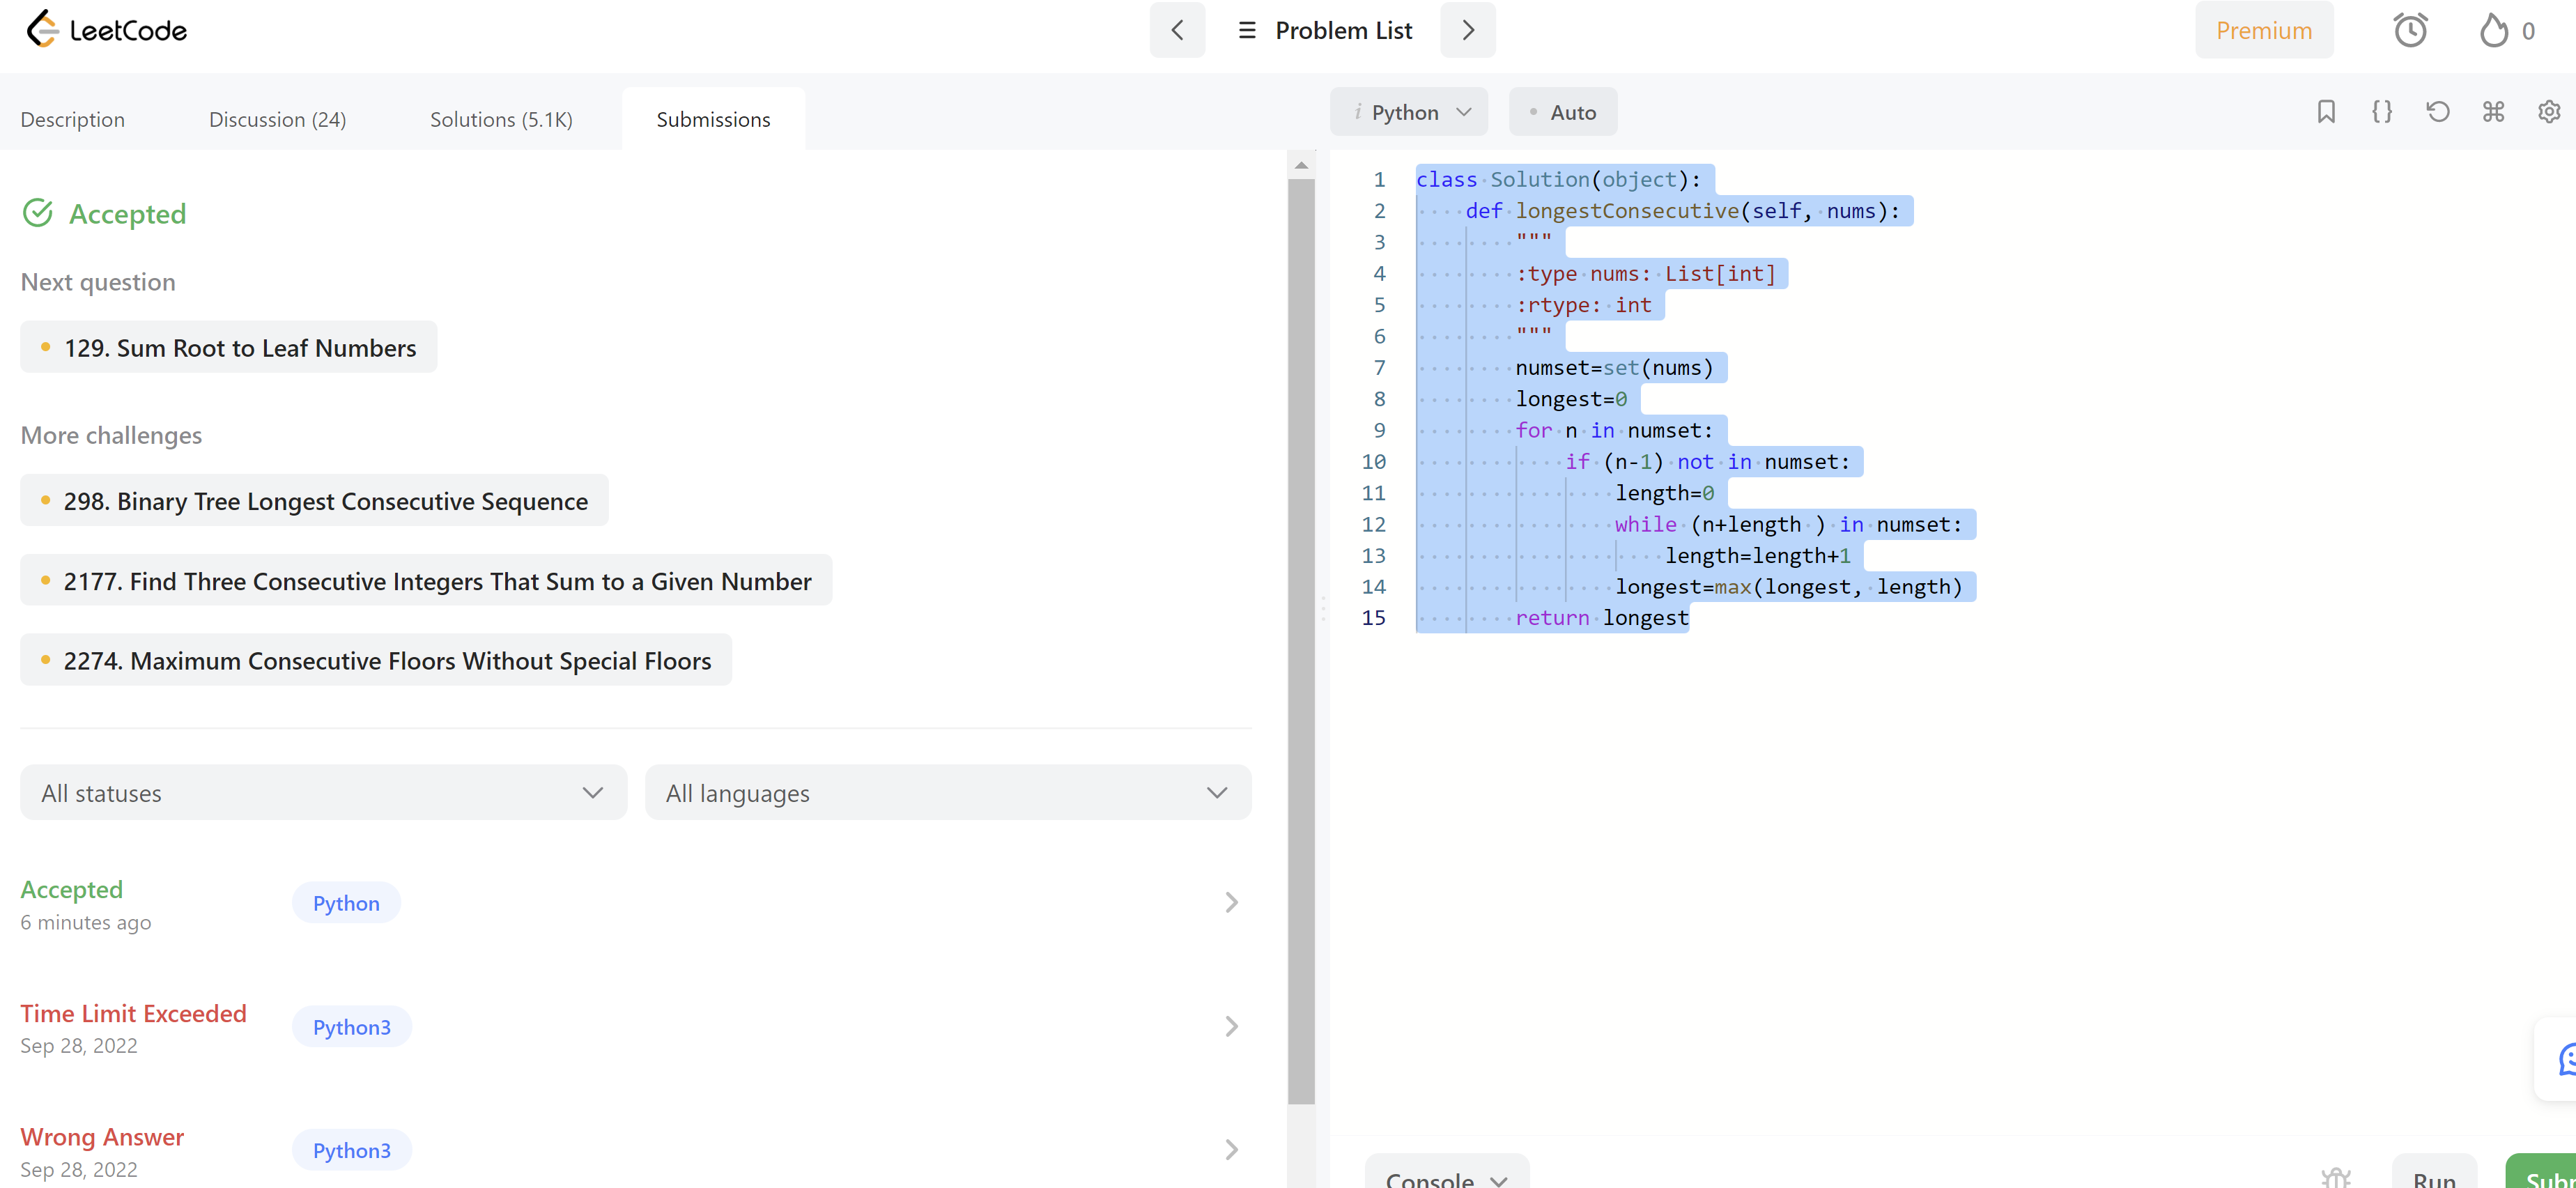 LeetCode
Problem List
Premium
0
Description
Discussion (24)
Solutions (5.1K)
Submissions
Accepted
Next question
129. Sum Root to Leaf Numbers
More challenges
298. Binary Tree Longest Consecutive Sequence
2177. Find Three Consecutive Integers That Sum to a Given Number
2274. Maximum Consecutive Floors Without Special Floors
All statuses
All languages
Accepted
6 minutes ago
Python
Time Limit Exceeded
Sep 28, 2022
Python3
Wrong Answer
Sep 28, 2022
Python3
i Python
Auto
1 class Solution(object):
2 def longestConsecutive(self, nums):
3 """
4 :type nums: List[int]
5 :rtype: int
6 """
7 numset=set(nums)
8 longest=0
9 for n in numset:
10 if (n-1) not in numset:
11 length=0
12 while (n+length ) in numset:
13 length=length+1
14 longest=max(longest, length)
15 return longest
Console
Run